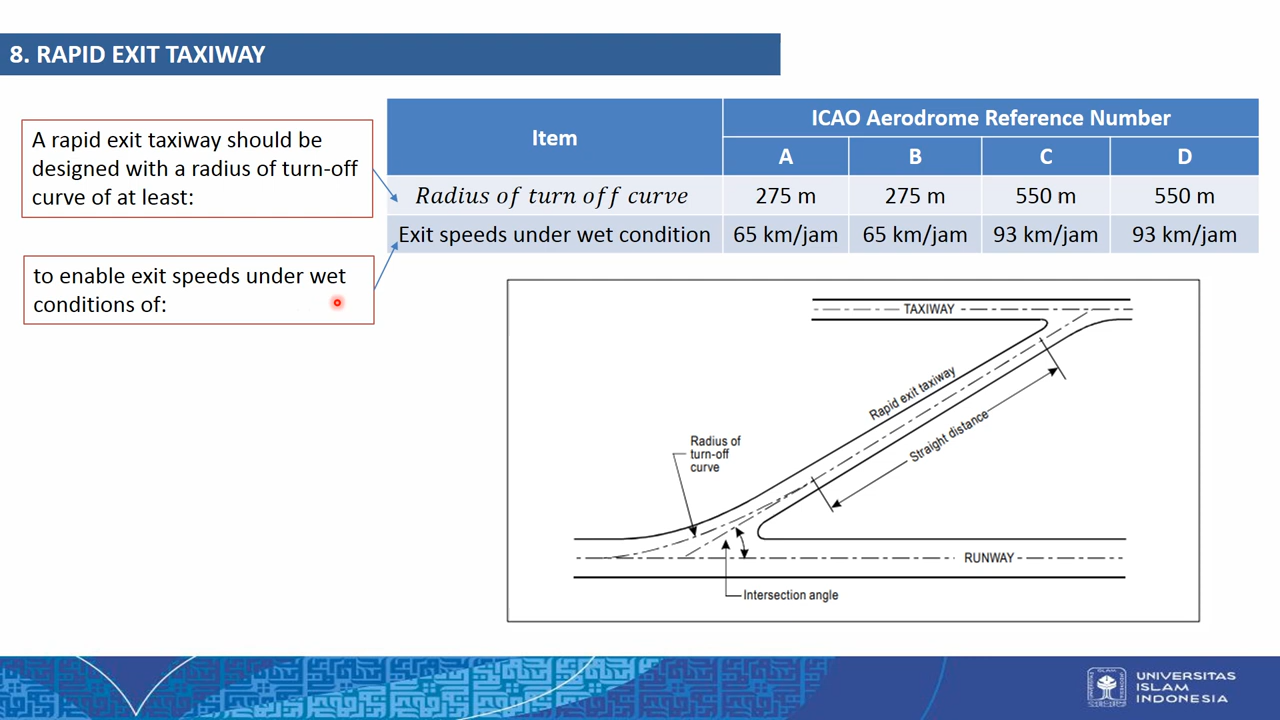 8. RAPID EXIT TAXIWAY
A rapid exit taxiway should be
designed with a radius of turn-off
curve of at least:
to enable exit speeds under wet
conditions of:
Item
ICAO Aerodrome Reference Number
A B C D
Radius of turn off curve 275 m 275 m 550 m 550 m
Exit speeds under wet condition 65 km/jam 65 km/jam 93 km/jam 93 km/jam
TAXIWAY
Rapid exit taxiway
Straight distance
Radius of
turn-off
curve
RUNWAY
Intersection angle
UNIVERSITAS
ISLAM
INDONESIA